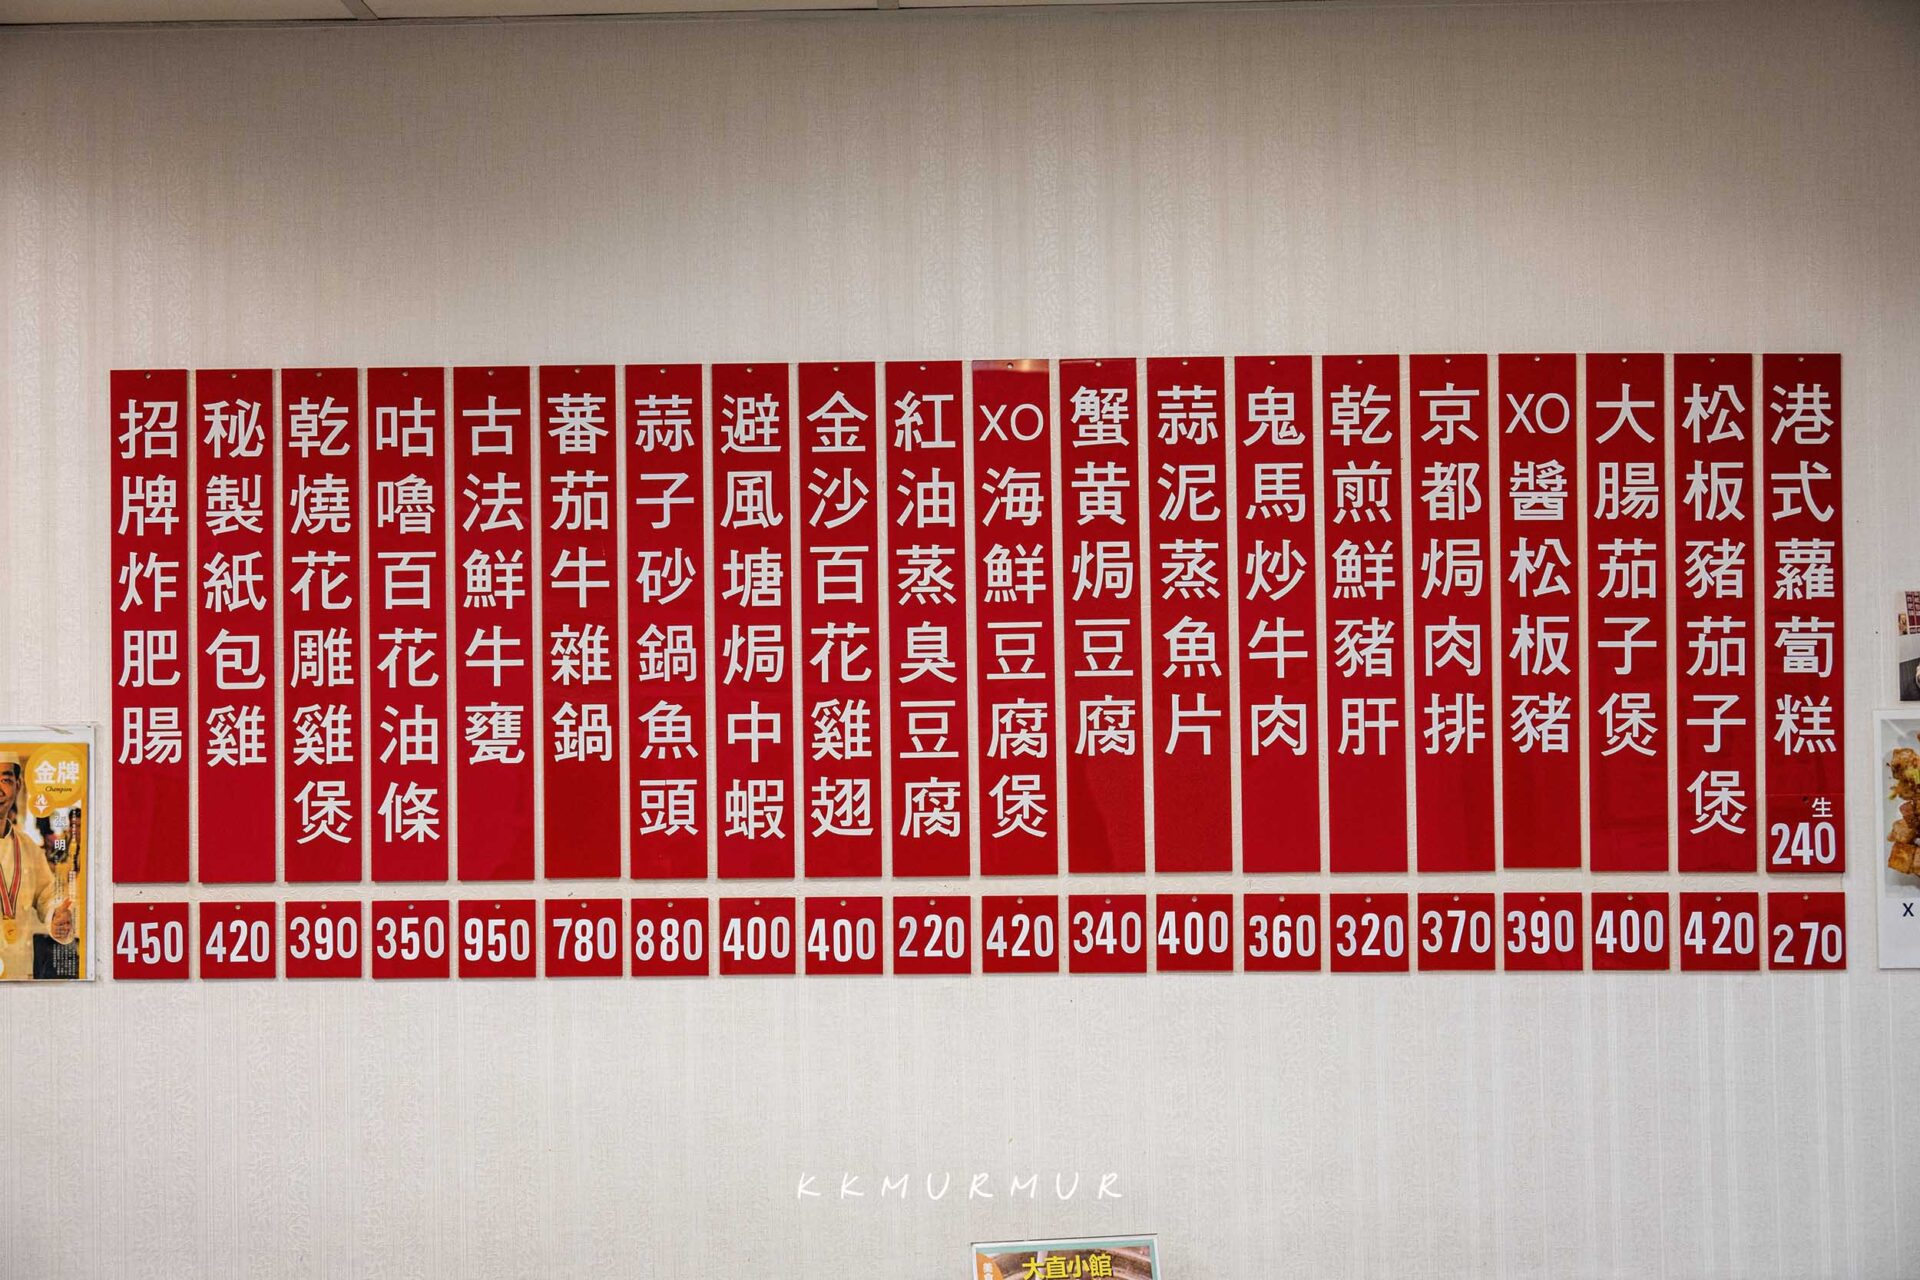 港式蘿蔔糕
生
240
270
松板豬茄子煲
420
大腸茄子煲
400
XO醬松板豬
390
京都焗肉排
370
乾煎鮮豬肝
320
鬼馬炒牛肉
360
蒜泥蒸魚片
400
蟹黃焗豆腐
340
XO海鮮豆腐煲
420
紅油蒸臭豆腐
220
金沙百花雞翅
400
避風塘焗中蝦
400
蒜子砂鍋魚頭
880
蕃茄牛雜鍋
780
古法鮮牛甕
950
咕嚕百花油條
350
乾燒花雕雞煲
390
秘製紙包雞
420
招牌炸肥腸
450
金牌
Champion
明
X
KKMURMUR
大直小館